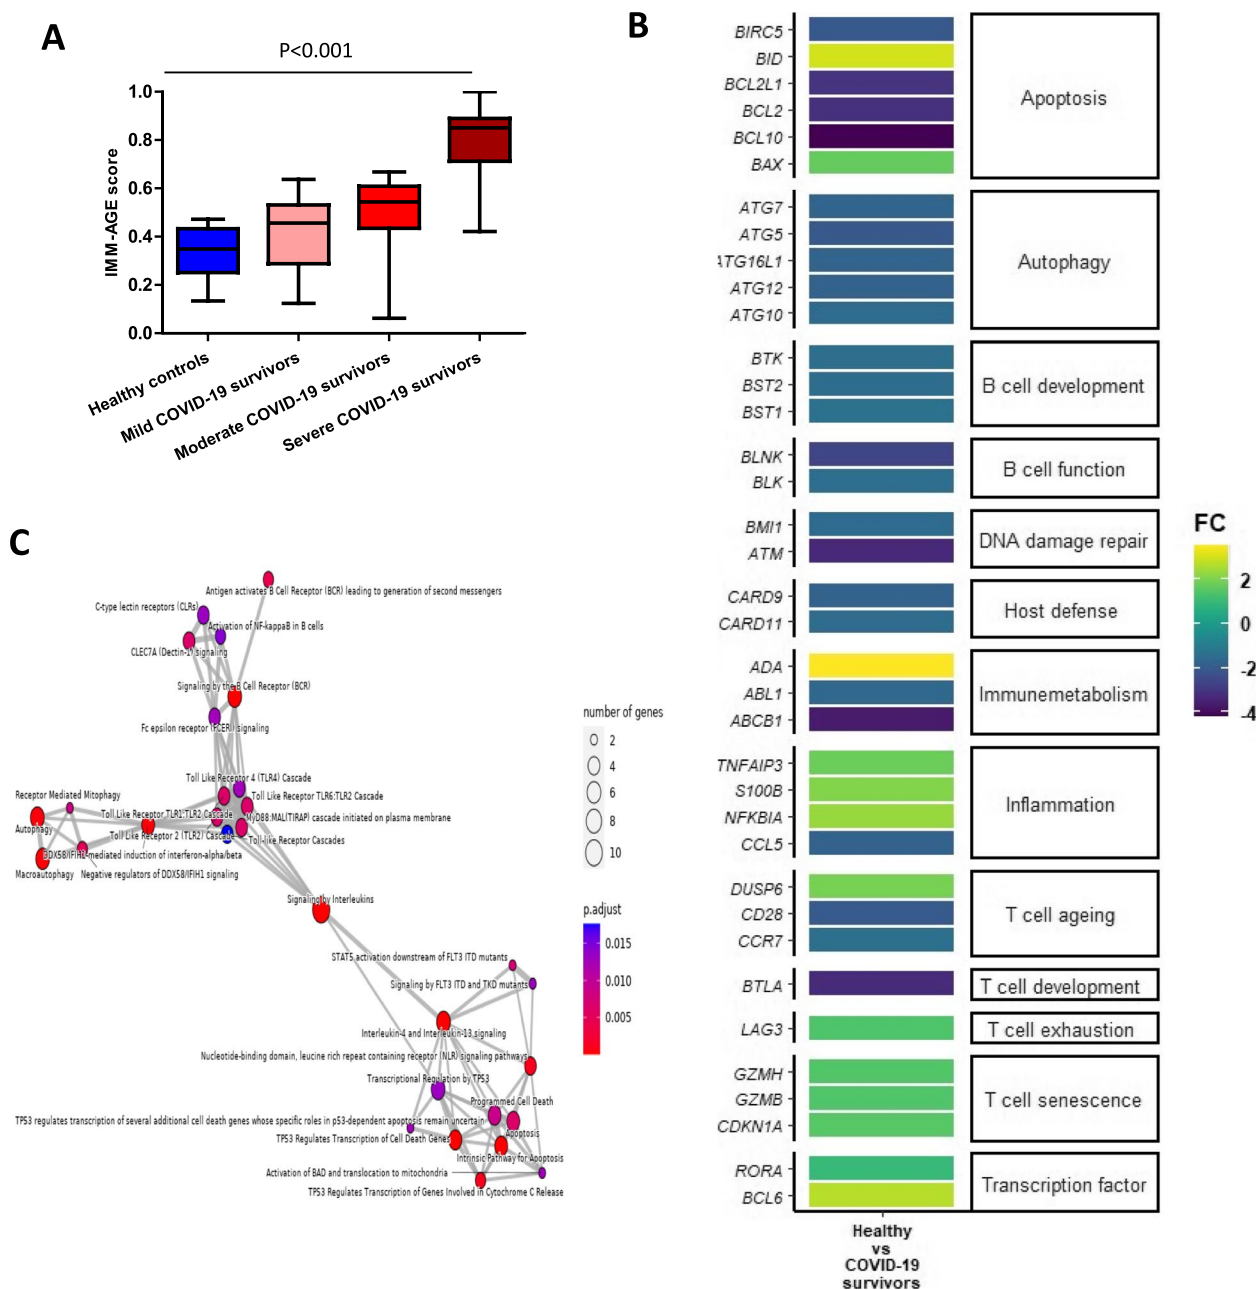 A
P<0.001
IMM-AGE score
1.0
0.8
0.6
0.4
0.2
0.0
Healthy controls
Mild COVID-19 survivors
Moderate COVID-19 survivors
Severe COVID-19 survivors
B
BIRC5
BID
BCL2L1
BCL2
BCL10
BAX
Apoptosis
ATG7
ATG5
ATG16L1
ATG12
ATG10
Autophagy
BTK
BST2
BST1
B cell development
BLNK
BLK
B cell function
BMI1
ATM
DNA damage repair
CARD9
CARD11
Host defense
ADA
ABL1
ABCB1
Immunemetabolism
TNFAIP3
S100B
NFKBIA
CCL5
Inflammation
DUSP6
CD28
CCR7
T cell ageing
BTLA
T cell development
LAG3
T cell exhaustion
GZMH
GZMB
CDKN1A
T cell senescence
RORA
BCL6
Transcription factor
Healthy
vs
COVID-19
survivors
FC
2
0
-2
-4
C
Antigen activates B Cell Receptor (BCR) leading to generation of second messengers
C-type lectin receptors (CLRs)
Activation of NF-kappaB in B cells
CLEC7A (Dectin-1) signaling
Signaling by the B Cell Receptor (BCR)
Fc epsilon receptor (FCERI) signaling
Toll Like Receptor 4 (TLR4) Cascade
Receptor Mediated Mitophagy
Toll Like Receptor TLR6:TLR2 Cascade
Toll Like Receptor TLR1:TLR2 Cascade
MyD88:MAL(TIRAP) cascade initiated on plasma membrane
Autophagy
Toll Like Receptor 2 (TLR2) Cascade
Toll-like Receptor Cascades
DDX58/IFIH1-mediated induction of interferon-alpha/beta
Macroautophagy
Negative regulators of DDX58/IFIH1 signaling
Signaling by Interleukins
STAT5 activation downstream of FLT3 ITD mutants
Signaling by FLT3 ITD and TKD mutants
Interleukin-4 and Interleukin-13 signaling
Nucleotide-binding domain, leucine rich repeat containing receptor (NLR) signaling pathways
Transcriptional Regulation by TP53
Programmed Cell Death
TP53 regulates transcription of several additional cell death genes whose specific roles in p53-dependent apoptosis remain uncertain
Apoptosis
TP53 Regulates Transcription of Cell Death Genes
Intrinsic Pathway for Apoptosis
Activation of BAD and translocation to mitochondria
TP53 Regulates Transcription of Genes Involved in Cytochrome C Release
number of genes
2
4
6
8
10
p.adjust
0.015
0.010
0.005